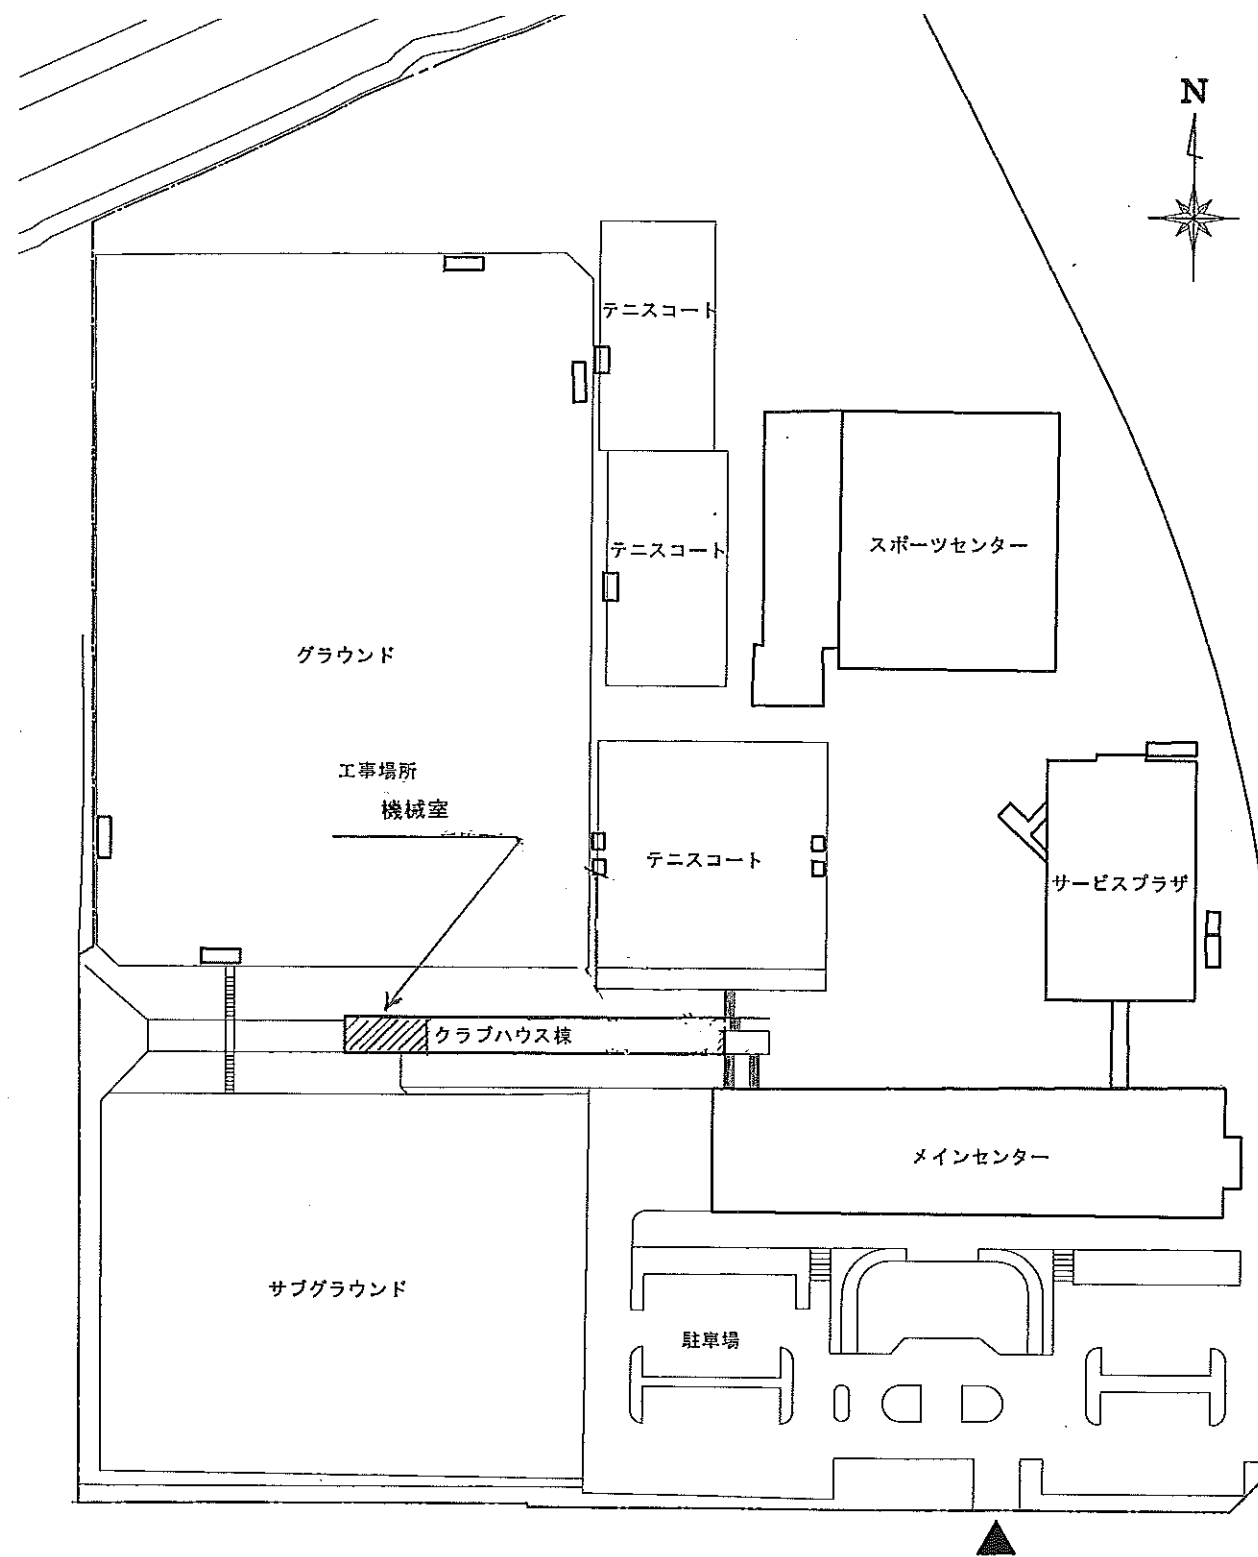 N
テニスコート
テニスコート
スポーツセンター
グラウンド
工事場所
機械室
テニスコート
サービスプラザ
クラブハウス棟
メインセンター
サブグラウンド
駐車場